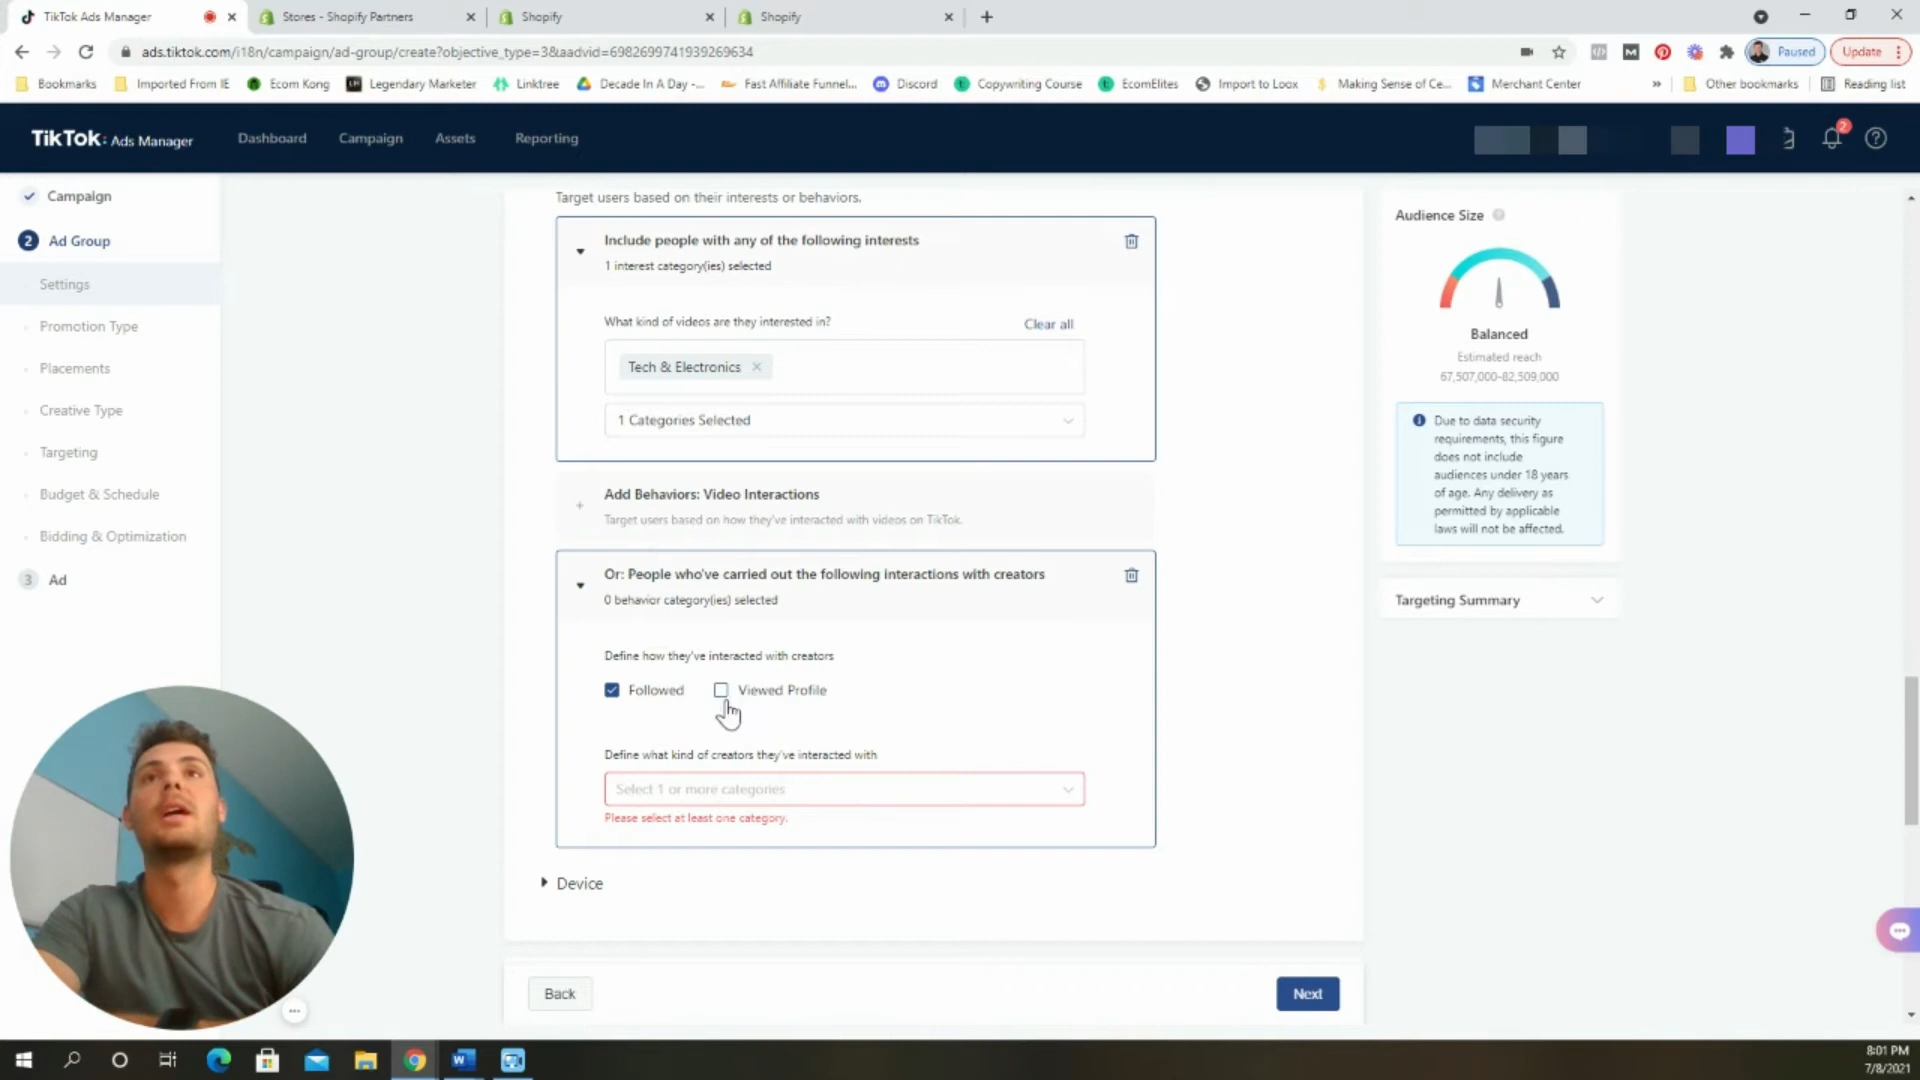 TikTok Ads Manager
Stores - Shopify Partners
Shopify
Shopify
ads.tiktok.com/i18n/campaign/ad-group/create?objective_type=3&aadvid=6982699741939269634
Paused
Update
Bookmarks
Imported From IE
Ecom Kong
Legendary Marketer
Linktree
Decade In A Day -...
Fast Affiliate Funnel...
Discord
Copywriting Course
EcomElites
Import to Loox
Making Sense of Ce...
Merchant Center
»
Other bookmarks
Reading list
TikTok: Ads Manager
Dashboard
Campaign
Assets
Reporting
2
Campaign
2 Ad Group
Settings
Promotion Type
Placements
Creative Type
Targeting
Budget & Schedule
Bidding & Optimization
3 Ad
Target users based on their interests or behaviors.
Include people with any of the following interests
1 interest category(ies) selected
What kind of videos are they interested in?
Clear all
Tech & Electronics
1 Categories Selected
Add Behaviors: Video Interactions
Target users based on how they've interacted with videos on TikTok.
Or: People who've carried out the following interactions with creators
0 behavior category(ies) selected
Define how they've interacted with creators
Followed
Viewed Profile
Define what kind of creators they've interacted with
Select 1 or more categories
Please select at least one category.
Device
Back
Next
Audience Size
Balanced
Estimated reach
67,507,000-82,509,000
Due to data security
requirements, this figure
does not include
audiences under 18 years
of age. Any delivery as
permitted by applicable
laws will not be affected.
Targeting Summary
8:01 PM
7/8/2021